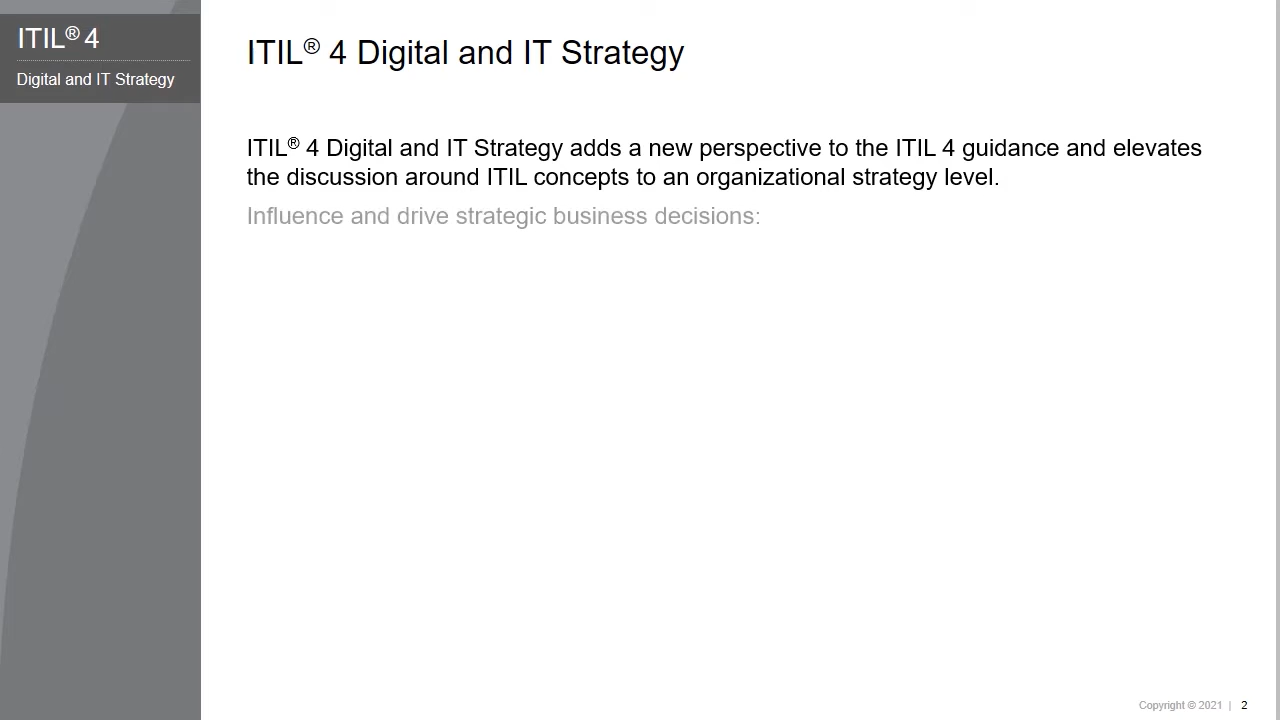 ITIL® 4
Digital and IT Strategy
ITIL® 4 Digital and IT Strategy
ITIL® 4 Digital and IT Strategy adds a new perspective to the ITIL 4 guidance and elevates
the discussion around ITIL concepts to an organizational strategy level.
Influence and drive strategic business decisions:
Copyright © 2021 | 2